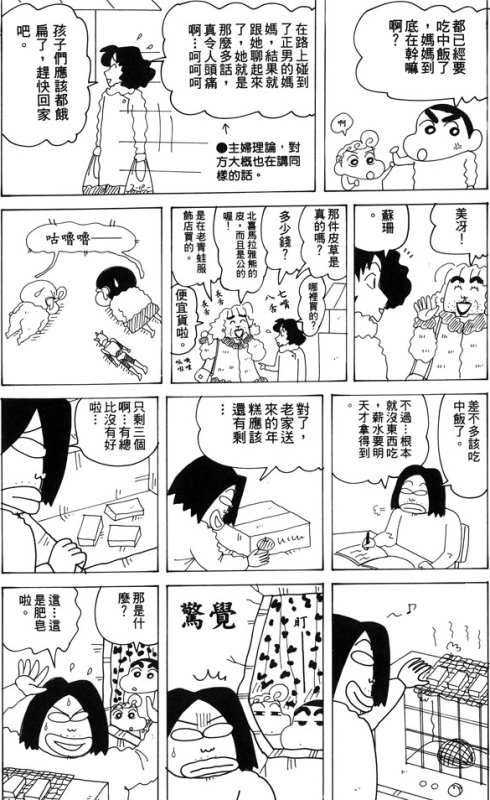 都已經要
吃中飯了
，媽媽到
底在幹嘛
啊？
啊
在路上碰到
了正男的媽
媽，結果就
跟她聊起來
了，她就是
那麼多話，
真令人頭痛
啊…呵呵呵
●主婦理論，對
方大概也在講同
樣的話。
孩子們應該都餓
扁了，趕快回家
吧。
美冴！
蘇珊
。
那件皮草是
真的嗎？
多少錢？
哪裡買的？
北喜馬拉雅熊的
皮，而且是公的
喔！
是在老青蛙服
飾店買的
便宜貨啦。
咕嚕嚕——
差不多該吃
中飯了。
不過…根本
就沒東西吃
，薪水要明
天才拿得到
對了，
老家送
來的年
糕應該
還有剩
…
只剩三個
啊…有總
比沒有好
啦…
盯
驚覺
那是什
麼？
這…這
是肥皂
啦。